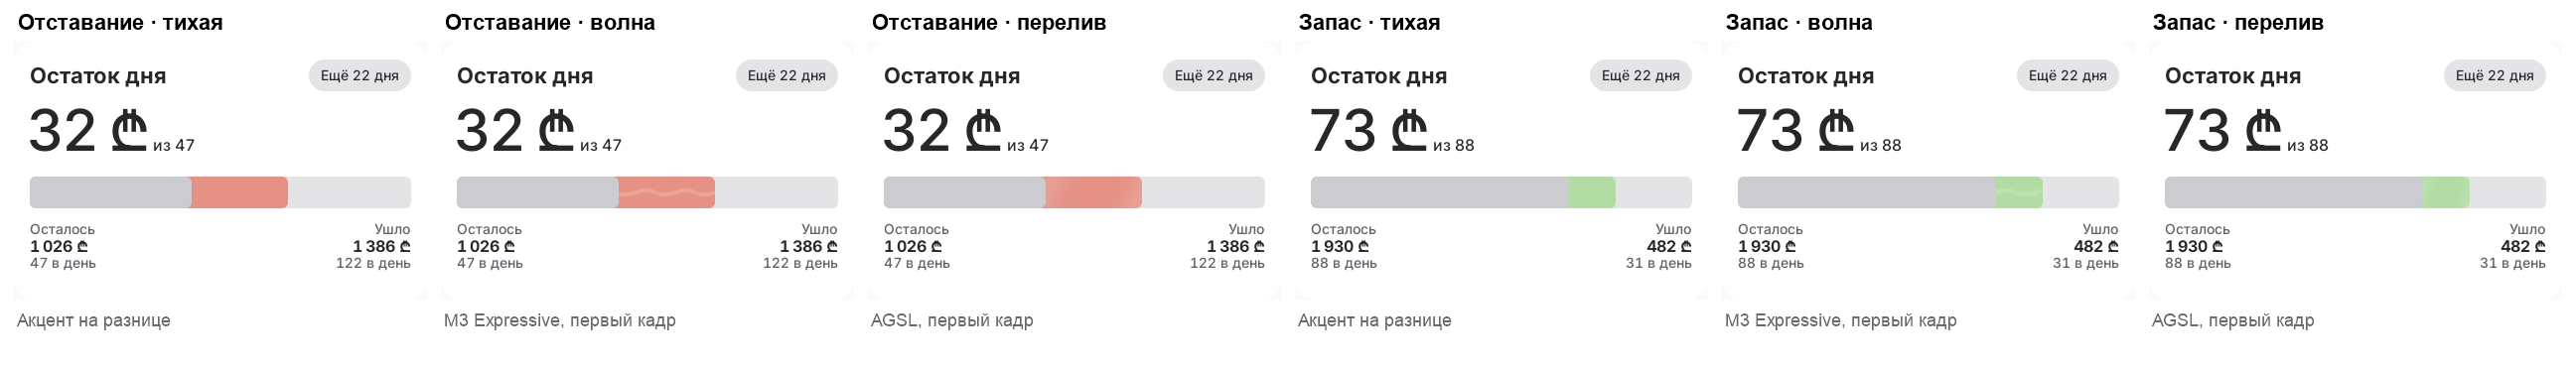 Отставание · тихая
Остаток дня
Ещё 22 дня
32 ₾ из 47
Осталось
Ушло
1 026 ₾
1 386 ₾
47 в день
122 в день
Акцент на разнице
Отставание · волна
Остаток дня
Ещё 22 дня
32 ₾ из 47
Осталось
Ушло
1 026 ₾
1 386 ₾
47 в день
122 в день
M3 Expressive, первый кадр
Отставание · перелив
Остаток дня
Ещё 22 дня
32 ₾ из 47
Осталось
Ушло
1 026 ₾
1 386 ₾
47 в день
122 в день
AGSL, первый кадр
Запас · тихая
Остаток дня
Ещё 22 дня
73 ₾ из 88
Осталось
Ушло
1 930 ₾
482 ₾
88 в день
31 в день
Акцент на разнице
Запас · волна
Остаток дня
Ещё 22 дня
73 ₾ из 88
Осталось
Ушло
1 930 ₾
482 ₾
88 в день
31 в день
M3 Expressive, первый кадр
Запас · перелив
Остаток дня
Ещё 22 дня
73 ₾ из 88
Осталось
Ушло
1 930 ₾
482 ₾
88 в день
31 в день
AGSL, первый кадр